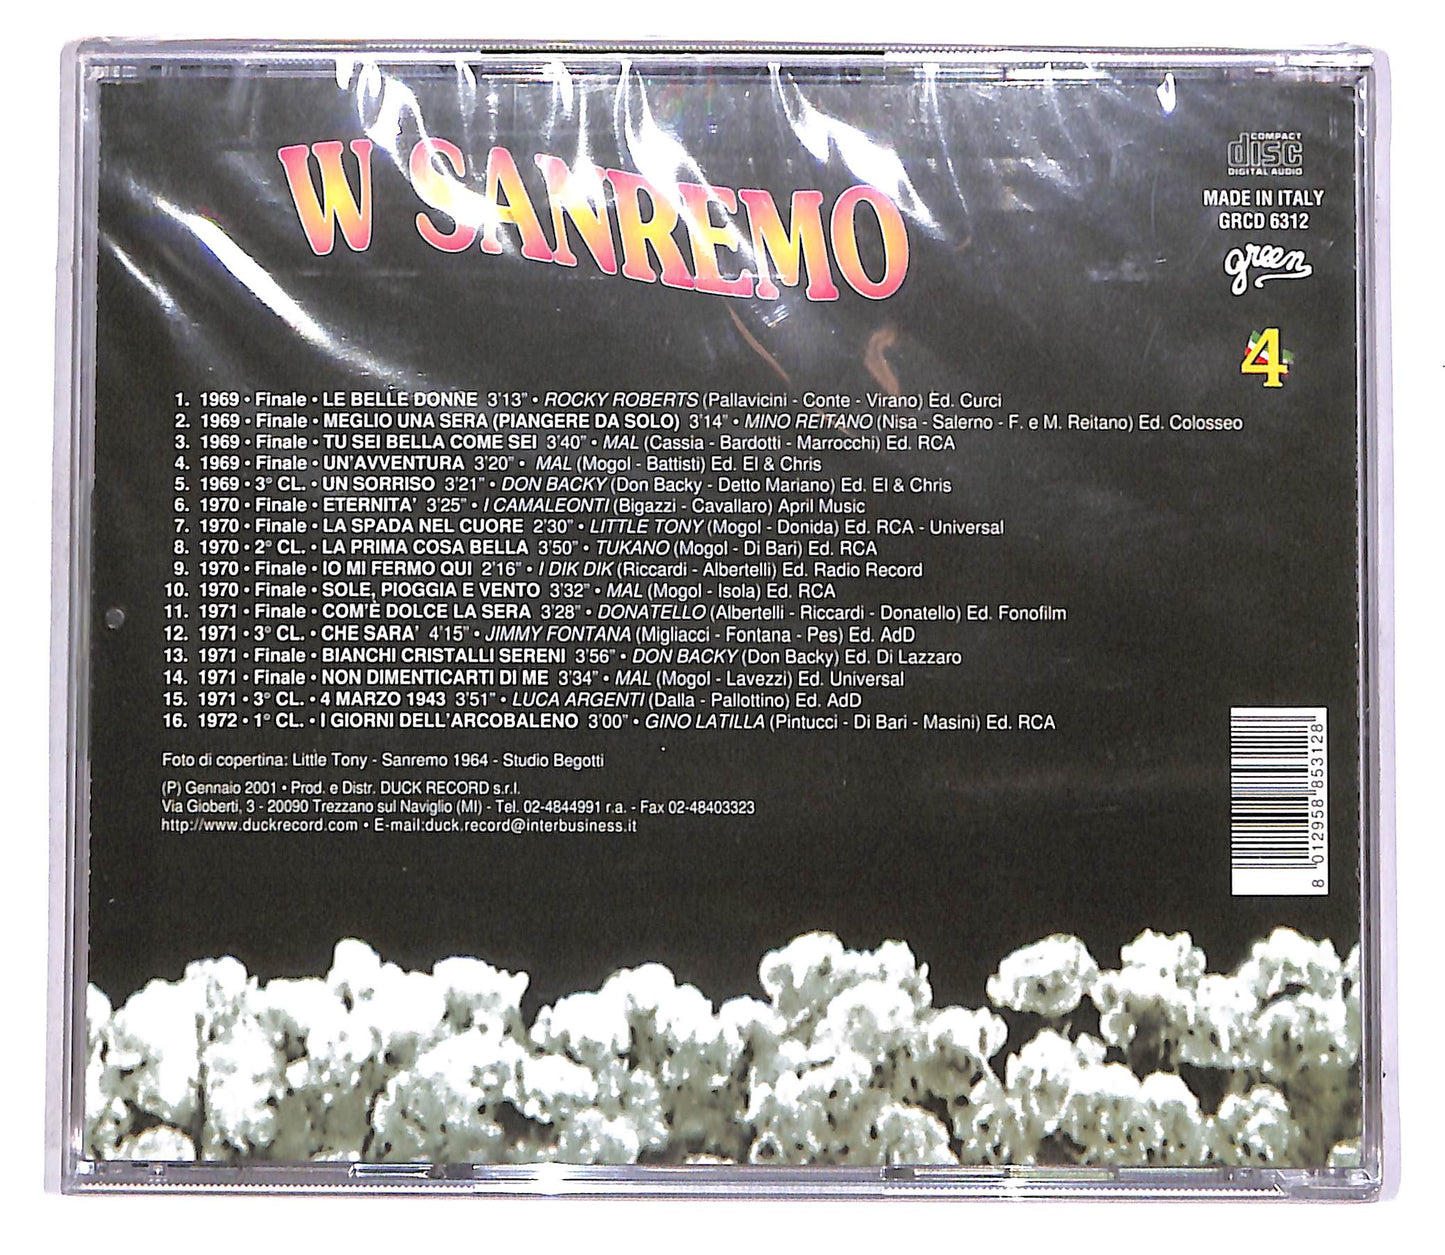 W SANREMO
COMPACT
disc
DIGITAL AUDIO
MADE IN ITALY
GRCD 6312
green
4
1. 1969 • Finale • LE BELLE DONNE 3'13" • ROCKY ROBERTS (Pallavicini - Conte - Virano) Ed. Curci
2. 1969 • Finale • MEGLIO UNA SERA (PIANGERE DA SOLO) 3'14" • MINO REITANO (Nisa - Salerno - F. e M. Reitano) Ed. Colosseo
3. 1969 • Finale • TU SEI BELLA COME SEI 3'40" • MAL (Cassia - Bardotti - Marrocchi) Ed. RCA
4. 1969 • Finale • UN'AVVENTURA 3'20" • MAL (Mogol - Battisti) Ed. El & Chris
5. 1969 • 3° CL. • UN SORRISO 3'21" • DON BACKY (Don Backy - Detto Mariano) Ed. El & Chris
6. 1970 • Finale • ETERNITA' 3'25" • I CAMALEONTI (Bigazzi - Cavallaro) April Music
7. 1970 • Finale • LA SPADA NEL CUORE 2'30" • LITTLE TONY (Mogol - Donida) Ed. RCA - Universal
8. 1970 • 2° CL. • LA PRIMA COSA BELLA 3'50" • TUKANO (Mogol - Di Bari) Ed. RCA
9. 1970 • Finale • IO MI FERMO QUI 2'16" • I DIK DIK (Riccardi - Albertelli) Ed. Radio Record
10. 1970 • Finale • SOLE, PIOGGIA E VENTO 3'32" • MAL (Mogol - Isola) Ed. RCA
11. 1971 • Finale • COM'È DOLCE LA SERA 3'28" • DONATELLO (Albertelli - Riccardi - Donatello) Ed. Fonofilm
12. 1971 • 3° CL. • CHE SARA' 4'15" • JIMMY FONTANA (Migliacci - Fontana - Pes) Ed. AdD
13. 1971 • Finale • BIANCHI CRISTALLI SERENI 3'56" • DON BACKY (Don Backy) Ed. Di Lazzaro
14. 1971 • Finale • NON DIMENTICARTI DI ME 3'34" • MAL (Mogol - Lavezzi) Ed. Universal
15. 1971 • 3° CL. • 4 MARZO 1943 3'51" • LUCA ARGENTI (Dalla - Pallottino) Ed. AdD
16. 1972 • 1° CL. • I GIORNI DELL'ARCOBALENO 3'00" • GINO LATILLA (Pintucci - Di Bari - Masini) Ed. RCA
Foto di copertina: Little Tony - Sanremo 1964 - Studio Begotti
(P) Gennaio 2001 • Prod. e Distr. DUCK RECORD s.r.l.
Via Gioberti, 3 - 20090 Trezzano sul Naviglio (MI) - Tel. 02-4844991 r.a. - Fax 02-48403323
http://www.duckrecord.com • E-mail:duck.record@interbusiness.it
8 012958 853128